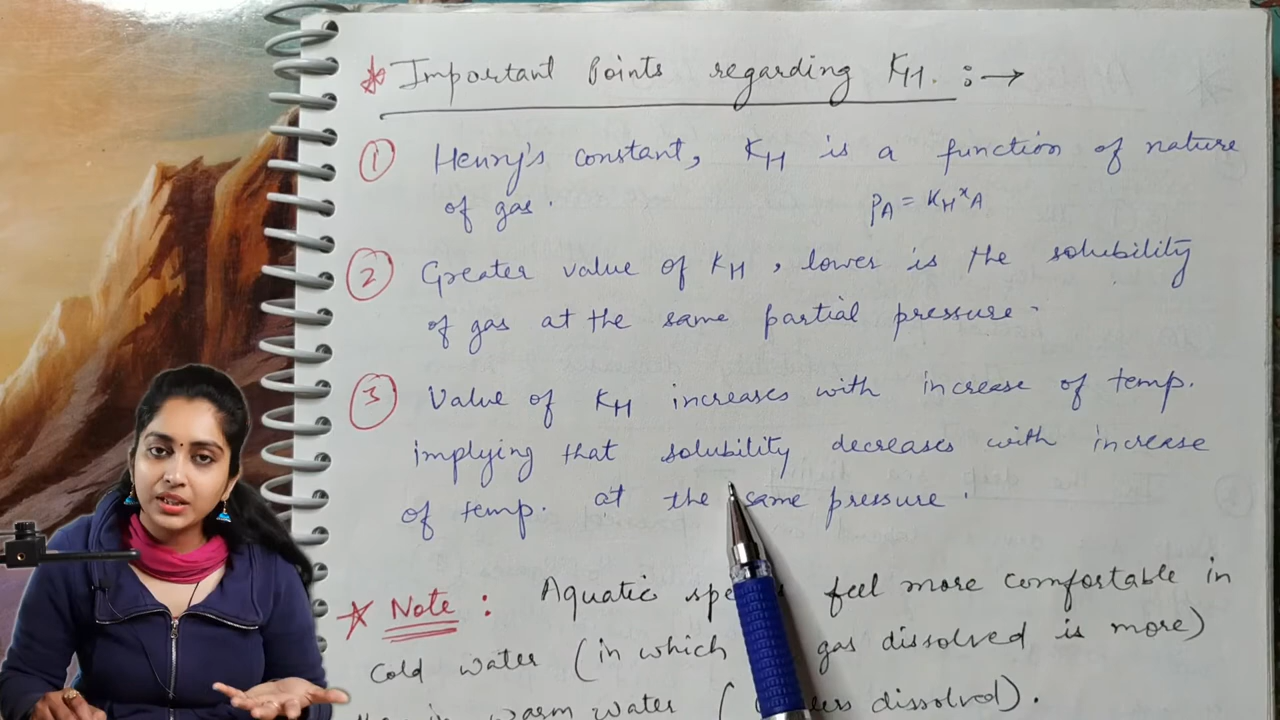 Important Points regarding KH. :→
① Henry's constant, KH is a function of nature
of gas. pA = KH xA
② Greater value of KH, lower is the solubility
of gas at the same partial pressure.
③ Value of KH increases with increase of temp.
implying that solubility decreases with increase
of temp. at the same pressure.
Note: Aquatic feel more comfortable in
cold water (in which gas dissolved is more)
warm water ( dissolved).